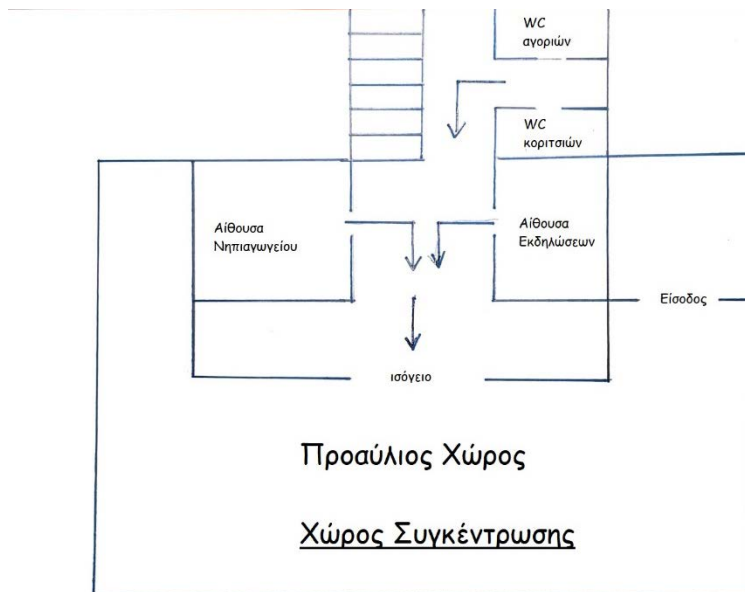 WC
αγοριών
WC
κοριτσιών
Αίθουσα
Νηπιαγωγείου
Αίθουσα
Εκδηλώσεων
Είσοδος
ισόγειο
Προαύλιος Χώρος
Χώρος Συγκέντρωσης